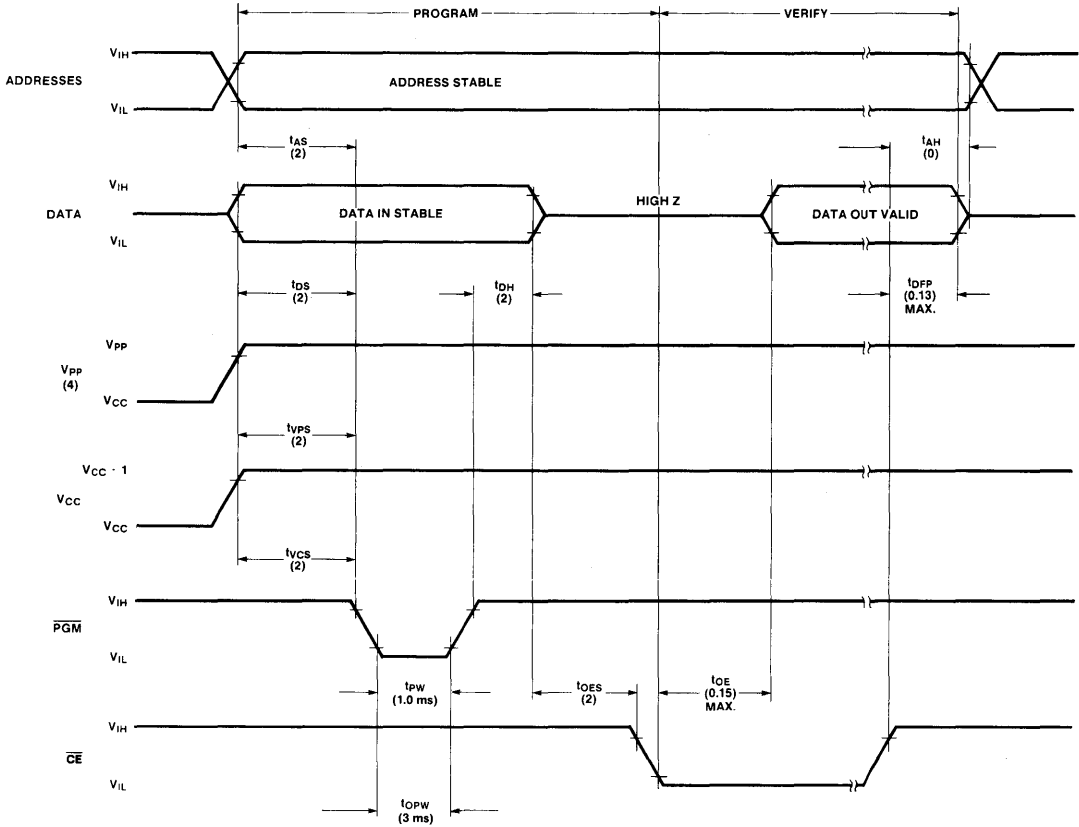 PROGRAM
VERIFY
VIH
ADDRESSES
ADDRESS STABLE
VIL
tAS
(2)
tAH
(0)
VIH
DATA
DATA IN STABLE
HIGH Z
DATA OUT VALID
VIL
tDS
(2)
tDH
(2)
tDFP
(0.13)
MAX.
VPP
VPP
(4)
VCC
tVPS
(2)
VCC · 1
VCC
VCC
tVCS
(2)
VIH
PGM
VIL
tPW
(1.0 ms)
tOES
(2)
tOE
(0.15)
MAX.
VIH
CE
VIL
tOPW
(3 ms)